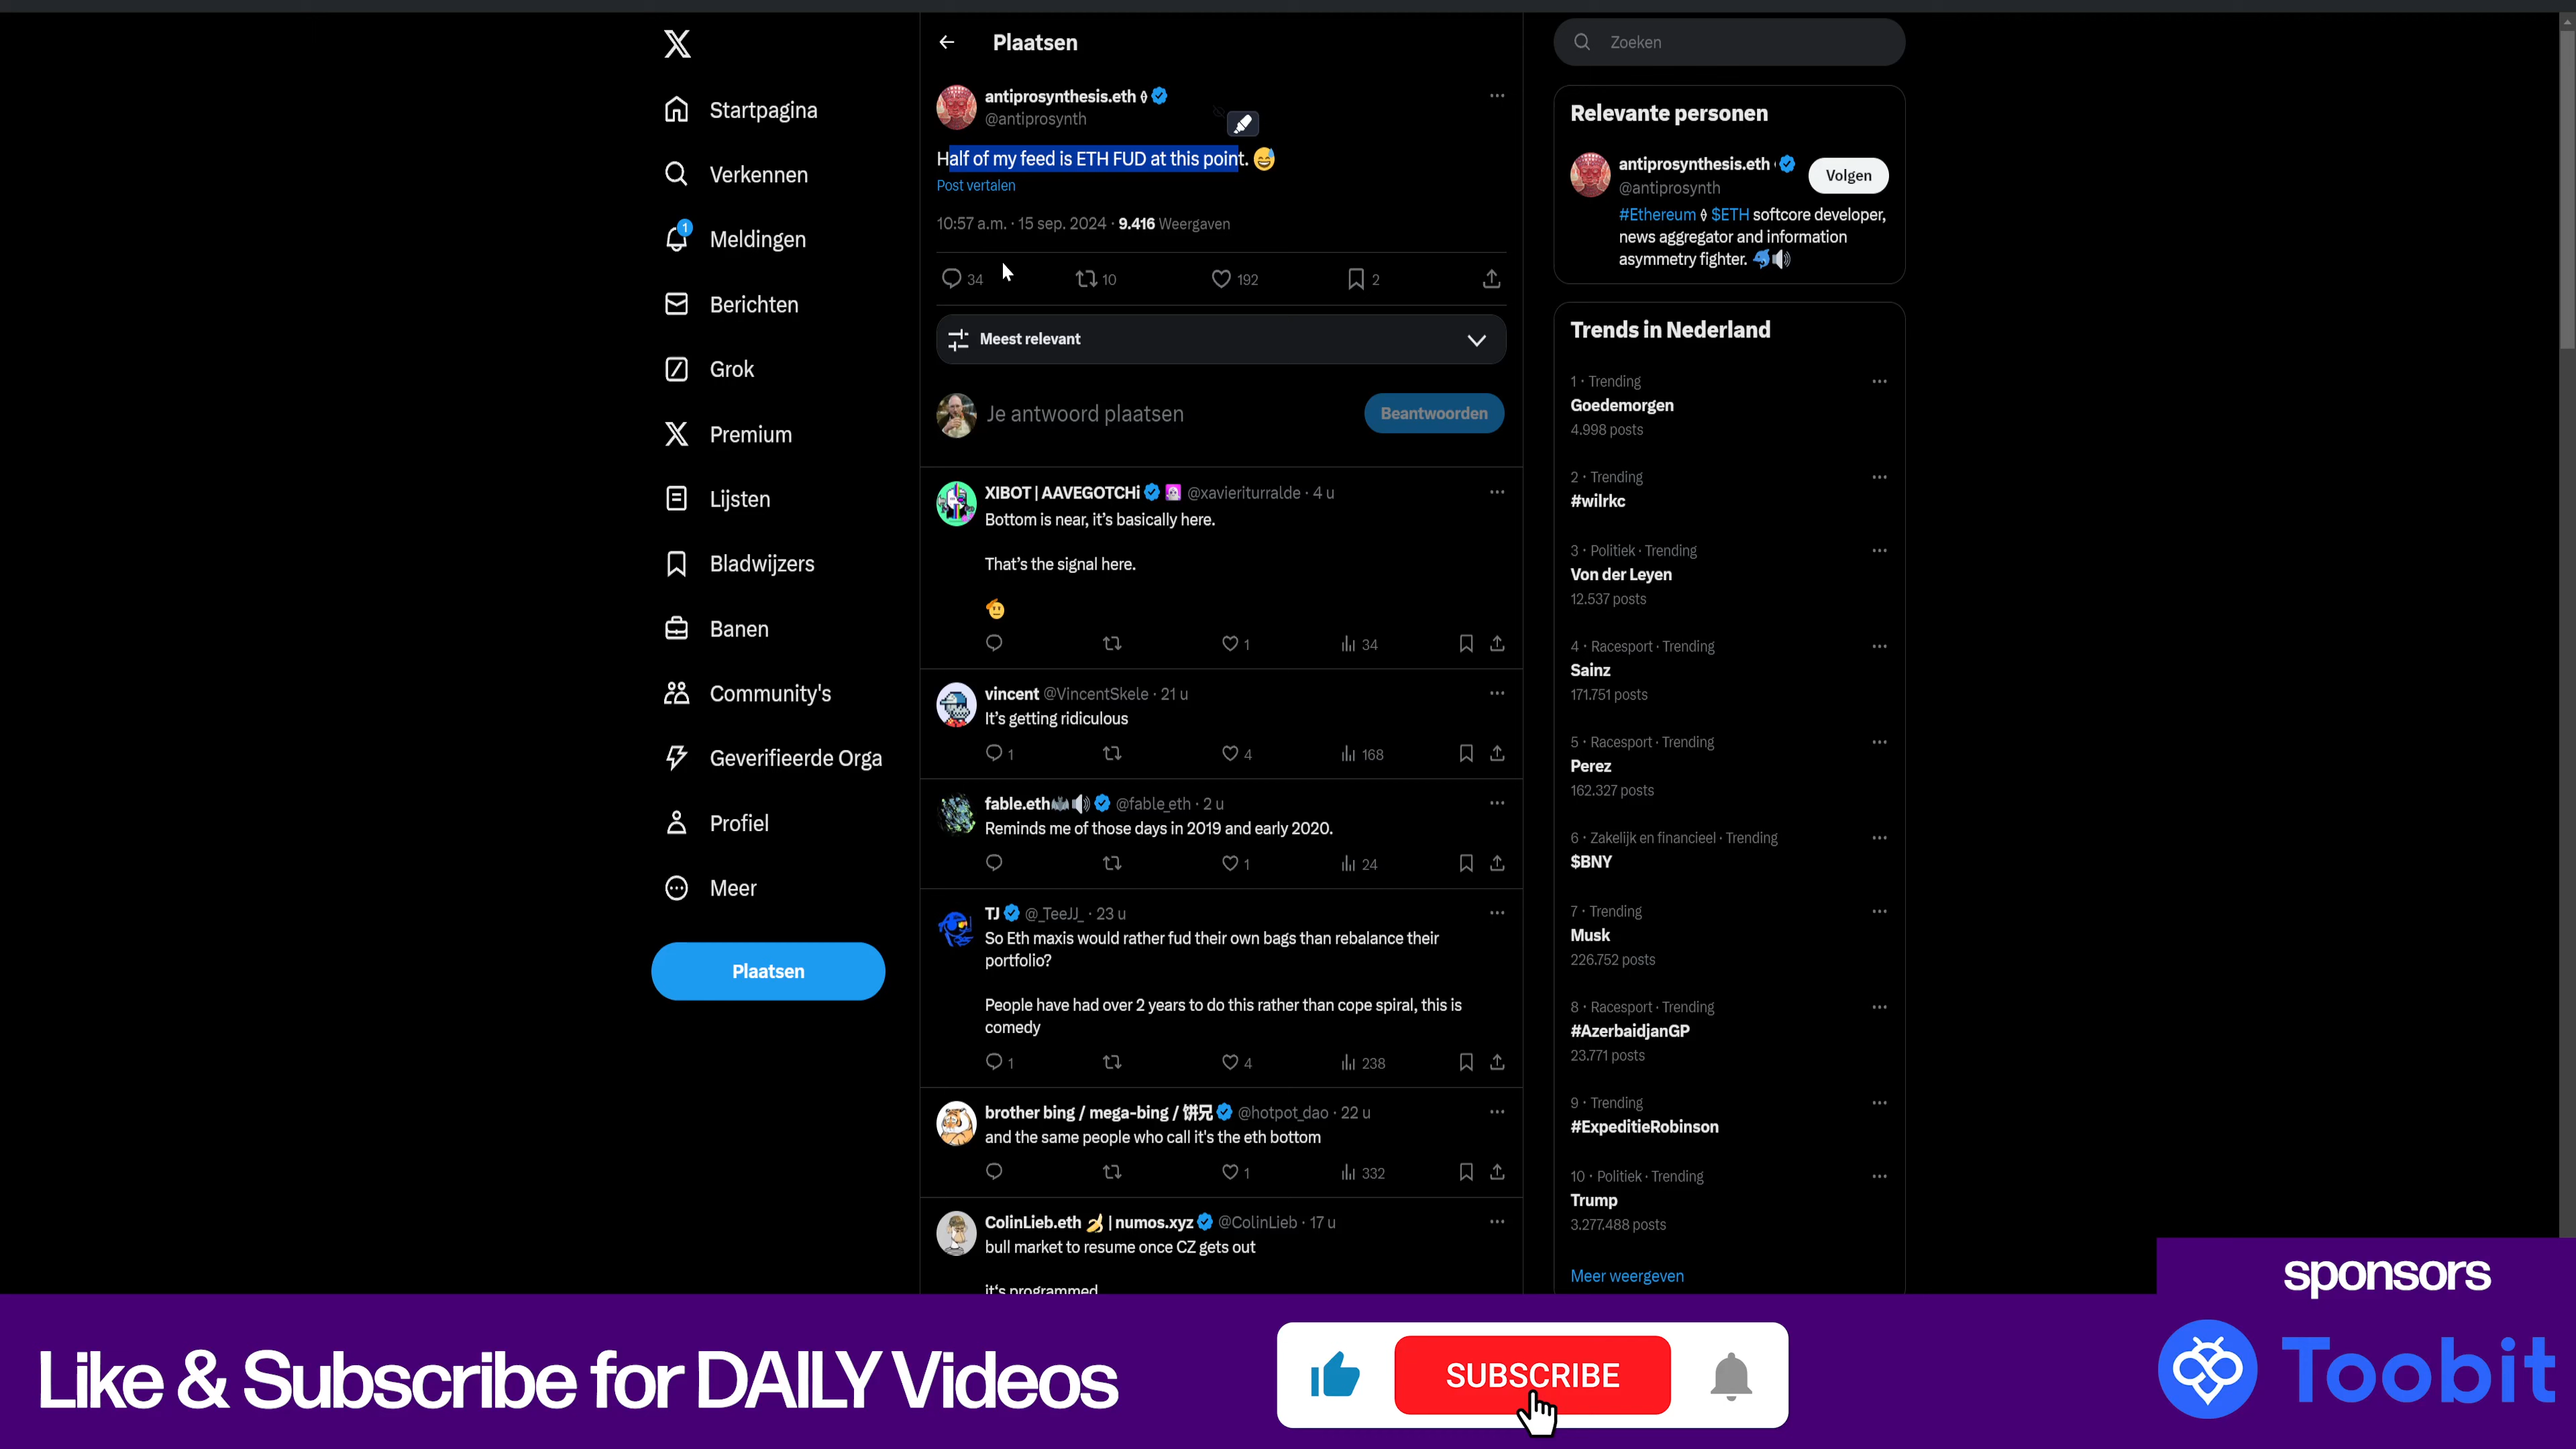 Startpagina
Verkennen
1
Meldingen
Berichten
Grok
Premium
Lijsten
Bladwijzers
Banen
Community's
Geverifieerde Orga
Profiel
Meer
Plaatsen
Plaatsen
antiprosynthesis.eth
@antiprosynth
Half of my feed is ETH FUD at this point. 😅
Post vertalen
10:57 a.m. · 15 sep. 2024 · 9.416 Weergaven
34 10 192 2
Meest relevant
Je antwoord plaatsen
Beantwoorden
XIBOT | AAVEGOTCHi @xavieriturralde · 4 u
Bottom is near, it's basically here.
That's the signal here.
🫡
1 34
vincent @VincentSkele · 21 u
It's getting ridiculous
1 4 168
fable.eth🦇🔊 @fable_eth · 2 u
Reminds me of those days in 2019 and early 2020.
1 24
TJ @_TeeJJ_ · 23 u
So Eth maxis would rather fud their own bags than rebalance their
portfolio?
People have had over 2 years to do this rather than cope spiral, this is
comedy
1 4 238
brother bing / mega-bing / 饼兄 @hotpot_dao · 22 u
and the same people who call it's the eth bottom
1 332
ColinLieb.eth 🍌 | numos.xyz @ColinLieb · 17 u
bull market to resume once CZ gets out
it's programmed
Zoeken
Relevante personen
antiprosynthesis.eth
@antiprosynth
Volgen
#Ethereum ⟠ $ETH softcore developer,
news aggregator and information
asymmetry fighter. 🐬🔊
Trends in Nederland
1 · Trending
Goedemorgen
4.998 posts
2 · Trending
#wilrkc
3 · Politiek · Trending
Von der Leyen
12.537 posts
4 · Racesport · Trending
Sainz
171.751 posts
5 · Racesport · Trending
Perez
162.327 posts
6 · Zakelijk en financieel · Trending
$BNY
7 · Trending
Musk
226.752 posts
8 · Racesport · Trending
#AzerbaidjanGP
23.771 posts
9 · Trending
#ExpeditieRobinson
10 · Politiek · Trending
Trump
3.277.488 posts
Meer weergeven
sponsors
Toobit
Like & Subscribe for DAILY Videos
SUBSCRIBE